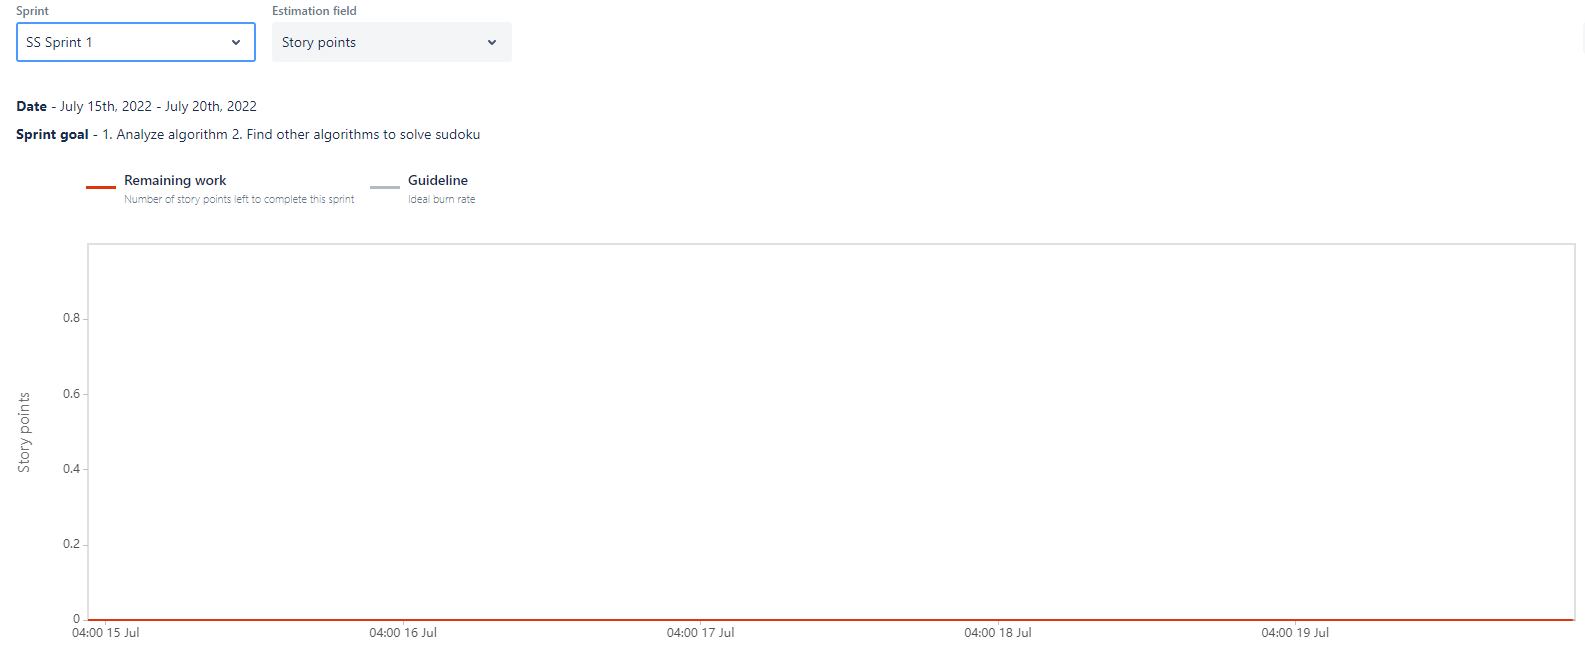 Sprint
Estimation field
SS Sprint 1
Story points
Date - July 15th, 2022 - July 20th, 2022
Sprint goal - 1. Analyze algorithm 2. Find other algorithms to solve sudoku
Remaining work
Number of story points left to complete this sprint
Guideline
Ideal burn rate
Story points
0.8
0.6
0.4
0.2
0
04:00 15 Jul
04:00 16 Jul
04:00 17 Jul
04:00 18 Jul
04:00 19 Jul